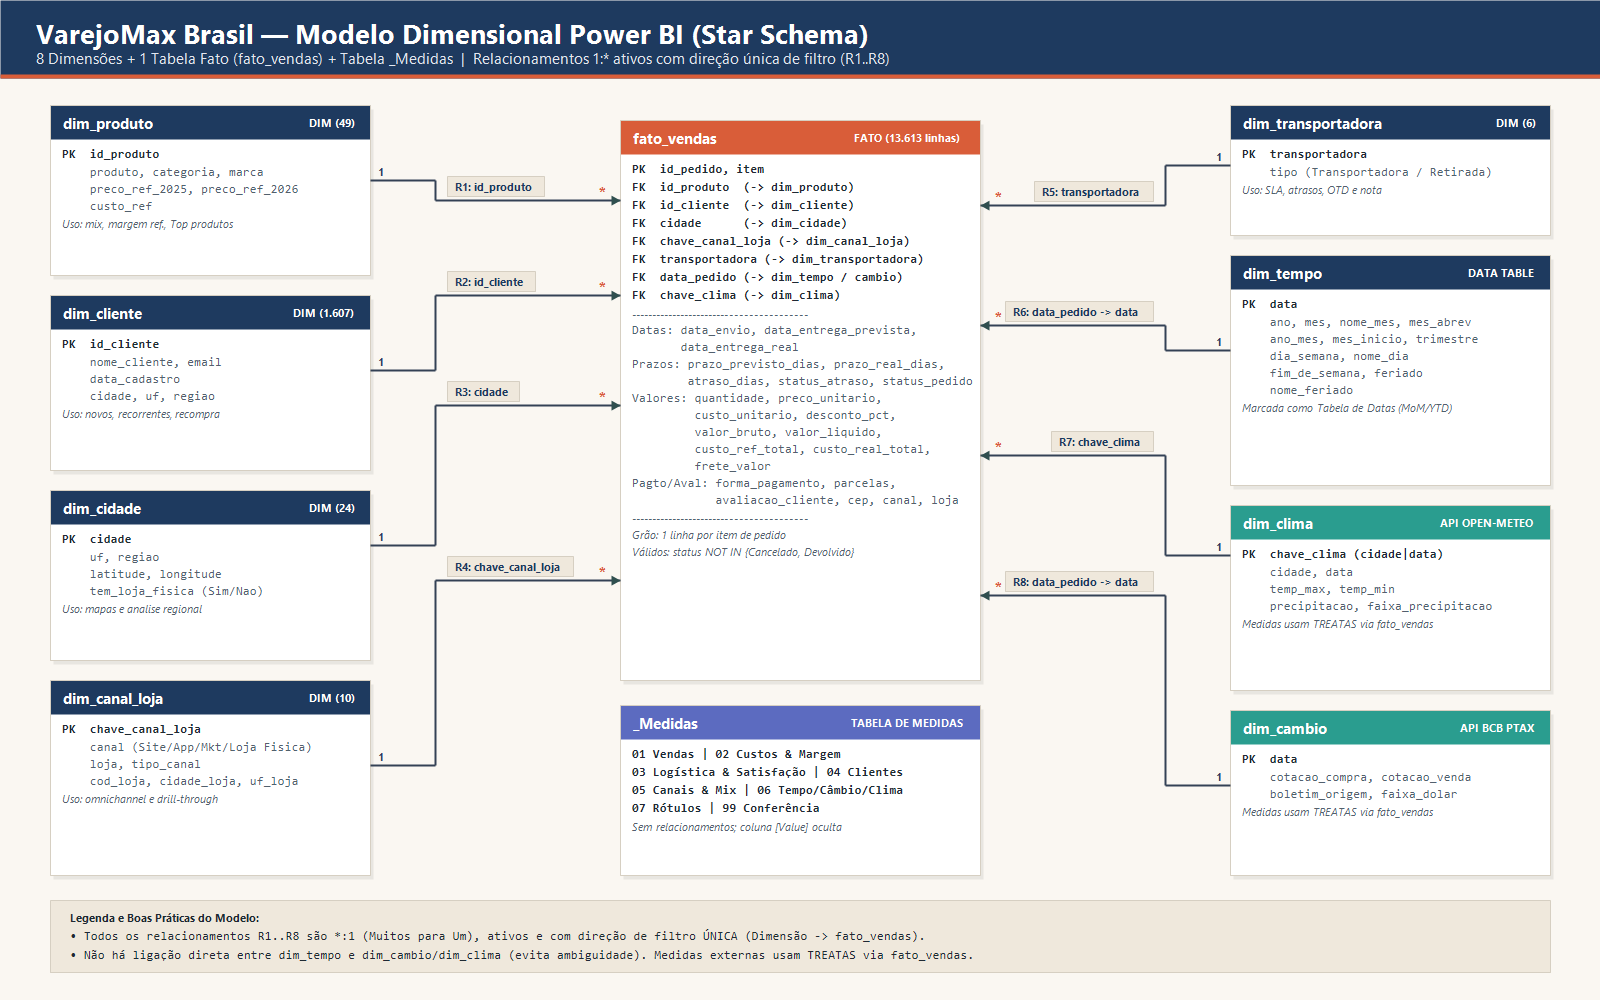 VarejoMax Brasil — Modelo Dimensional Power BI (Star Schema)
8 Dimensões + 1 Tabela Fato (fato_vendas) + Tabela _Medidas | Relacionamentos 1:* ativos com direção única de filtro (R1..R8)
dim_produto DIM (49)
PK id_produto
produto, categoria, marca
preco_ref_2025, preco_ref_2026
custo_ref
Uso: mix, margem ref., Top produtos
1
R1: id_produto
*
dim_cliente DIM (1.607)
PK id_cliente
nome_cliente, email
data_cadastro
cidade, uf, regiao
Uso: novos, recorrentes, recompra
1
R2: id_cliente
*
dim_cidade DIM (24)
PK cidade
uf, regiao
latitude, longitude
tem_loja_fisica (Sim/Nao)
Uso: mapas e analise regional
1
R3: cidade
*
dim_canal_loja DIM (10)
PK chave_canal_loja
canal (Site/App/Mkt/Loja Fisica)
loja, tipo_canal
cod_loja, cidade_loja, uf_loja
Uso: omnichannel e drill-through
1
R4: chave_canal_loja
*
fato_vendas FATO (13.613 linhas)
PK id_pedido, item
FK id_produto (-> dim_produto)
FK id_cliente (-> dim_cliente)
FK cidade (-> dim_cidade)
FK chave_canal_loja (-> dim_canal_loja)
FK transportadora (-> dim_transportadora)
FK data_pedido (-> dim_tempo / cambio)
FK chave_clima (-> dim_clima)
--------------------------------------------
Datas: data_envio, data_entrega_prevista,
data_entrega_real
Prazos: prazo_previsto_dias, prazo_real_dias,
atraso_dias, status_atraso, status_pedido
Valores: quantidade, preco_unitario,
custo_unitario, desconto_pct,
valor_bruto, valor_liquido,
custo_ref_total, custo_real_total,
frete_valor
Pagto/Aval: forma_pagamento, parcelas,
avaliacao_cliente, cep, canal, loja
--------------------------------------------
Grão: 1 linha por item de pedido
Válidos: status NOT IN {Cancelado, Devolvido}
_Medidas TABELA DE MEDIDAS
01 Vendas | 02 Custos & Margem
03 Logística & Satisfação | 04 Clientes
05 Canais & Mix | 06 Tempo/Câmbio/Clima
07 Rótulos | 99 Conferência
Sem relacionamentos; coluna [Value] oculta
dim_transportadora DIM (6)
PK transportadora
tipo (Transportadora / Retirada)
Uso: SLA, atrasos, OTD e nota
1
R5: transportadora
*
dim_tempo DATA TABLE
PK data
ano, mes, nome_mes, mes_abrev
ano_mes, mes_inicio, trimestre
dia_semana, nome_dia
fim_de_semana, feriado
nome_feriado
Marcada como Tabela de Datas (MoM/YTD)
1
R6: data_pedido -> data
*
dim_clima API OPEN-METEO
PK chave_clima (cidade|data)
cidade, data
temp_max, temp_min
precipitacao, faixa_precipitacao
Medidas usam TREATAS via fato_vendas
1
R7: chave_clima
*
dim_cambio API BCB PTAX
PK data
cotacao_compra, cotacao_venda
boletim_origem, faixa_dolar
Medidas usam TREATAS via fato_vendas
1
R8: data_pedido -> data
*
Legenda e Boas Práticas do Modelo:
• Todos os relacionamentos R1..R8 são *:1 (Muitos para Um), ativos e com direção de filtro ÚNICA (Dimensão -> fato_vendas).
• Não há ligação direta entre dim_tempo e dim_cambio/dim_clima (evita ambiguidade). Medidas externas usam TREATAS via fato_vendas.